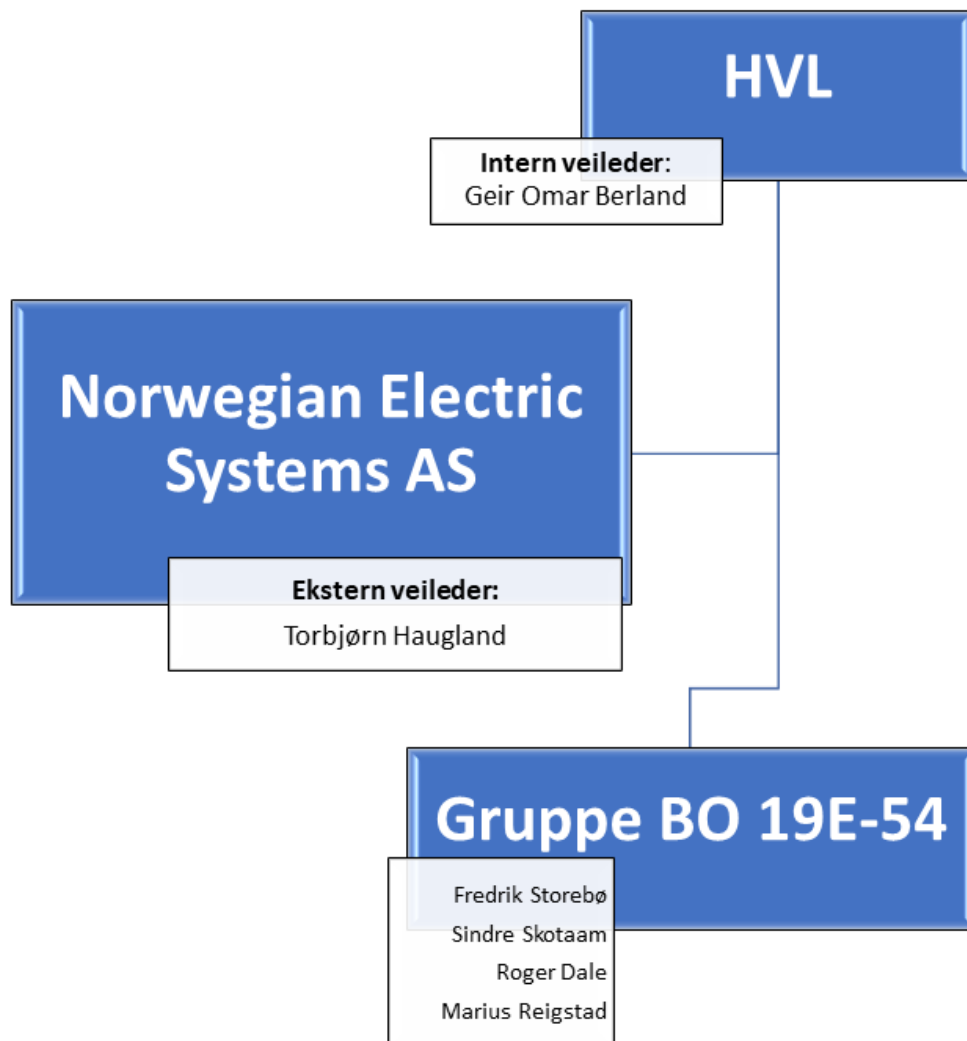 HVL
Intern veileder:
Geir Omar Berland
Norwegian Electric
Systems AS
Ekstern veileder:
Torbjørn Haugland
Gruppe BO 19E-54
Fredrik Storebø
Sindre Skotaam
Roger Dale
Marius Reigstad